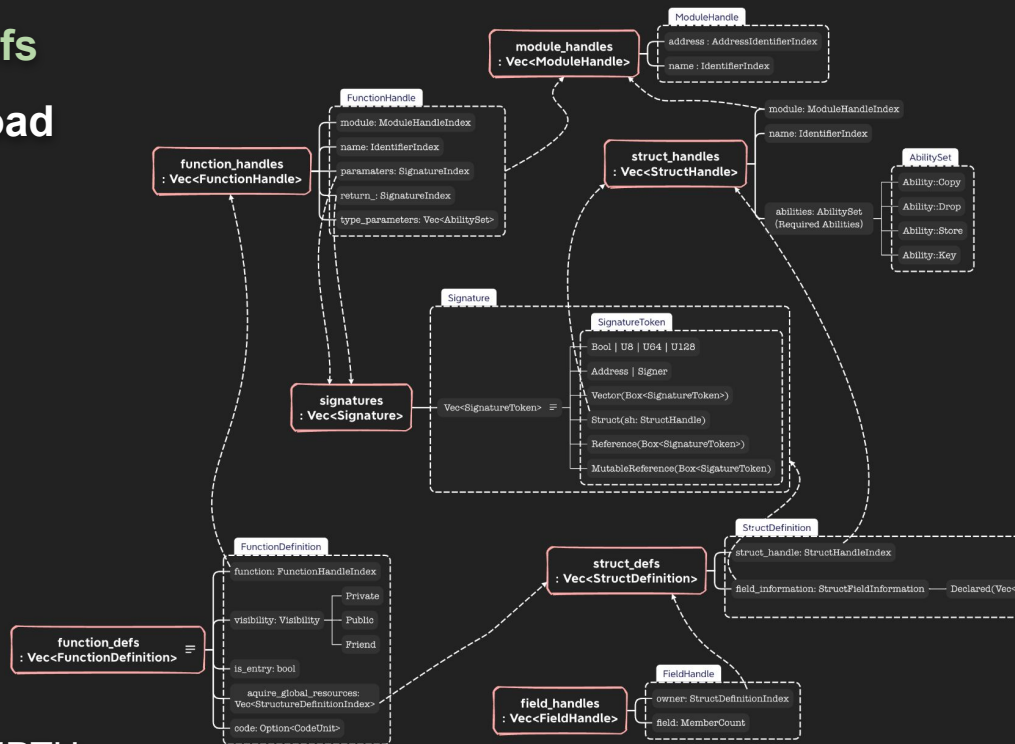 fs
oad
module_handles
: Vec<ModuleHandle>
ModuleHandle
address : AddressIdentifierIndex
name : IdentifierIndex
function_handles
: Vec<FunctionHandle>
FunctionHandle
module: ModuleHandleIndex
name: IdentifierIndex
paramaters: SignatureIndex
return_: SignatureIndex
type_parameters: Vec<AbilitySet>
struct_handles
: Vec<StructHandle>
module: ModuleHandleIndex
name: IdentifierIndex
abilities: AbilitySet
(Required Abilities)
AbilitySet
Ability::Copy
Ability::Drop
Ability::Store
Ability::Key
signatures
: Vec<Signature>
Signature
Vec<SignatureToken>
SignatureToken
Bool | U8 | U64 | U128
Address | Signer
Vector(Box<SignatureToken>)
Struct(sh: StructHandle)
Reference(Box<SignatureToken>)
MutableReference(Box<SigatureToken)
function_defs
: Vec<FunctionDefinition>
FunctionDefinition
function: FunctionHandleIndex
visibility: Visibility
Private
Public
Friend
is_entry: bool
aquire_global_resources:
Vec<StructureDefinitionIndex>
code: Option<CodeUnit>
struct_defs
: Vec<StructDefinition>
StructDefinition
struct_handle: StructHandleIndex
field_information: StructFieldInformation
Declared(Vec<
field_handles
: Vec<FieldHandle>
FieldHandle
owner: StructDefinitionIndex
field: MemberCount